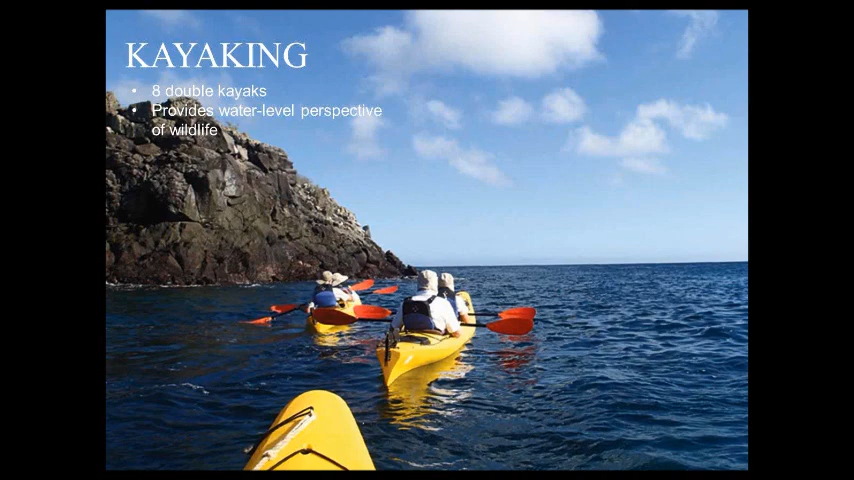 KAYAKING
• 8 double kayaks
• Provides water-level perspective
of wildlife